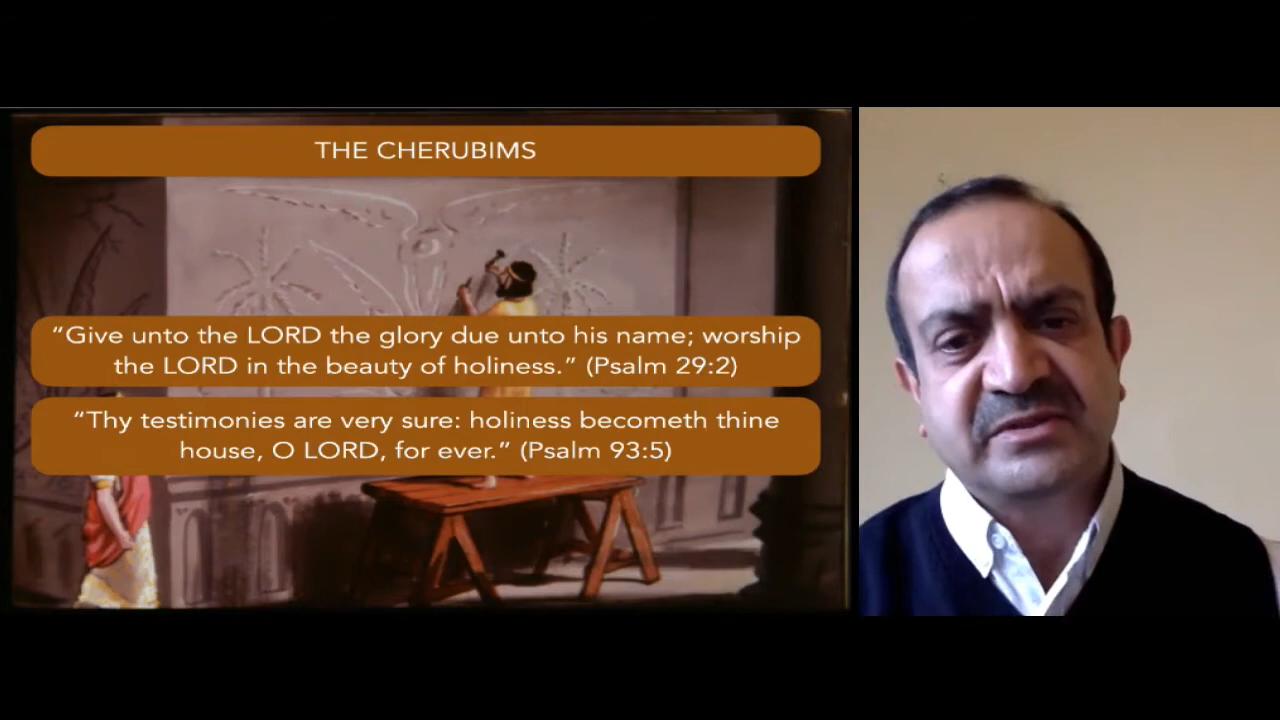 THE CHERUBIMS
“Give unto the LORD the glory due unto his name; worship
the LORD in the beauty of holiness.” (Psalm 29:2)
“Thy testimonies are very sure: holiness becometh thine
house, O LORD, for ever.” (Psalm 93:5)